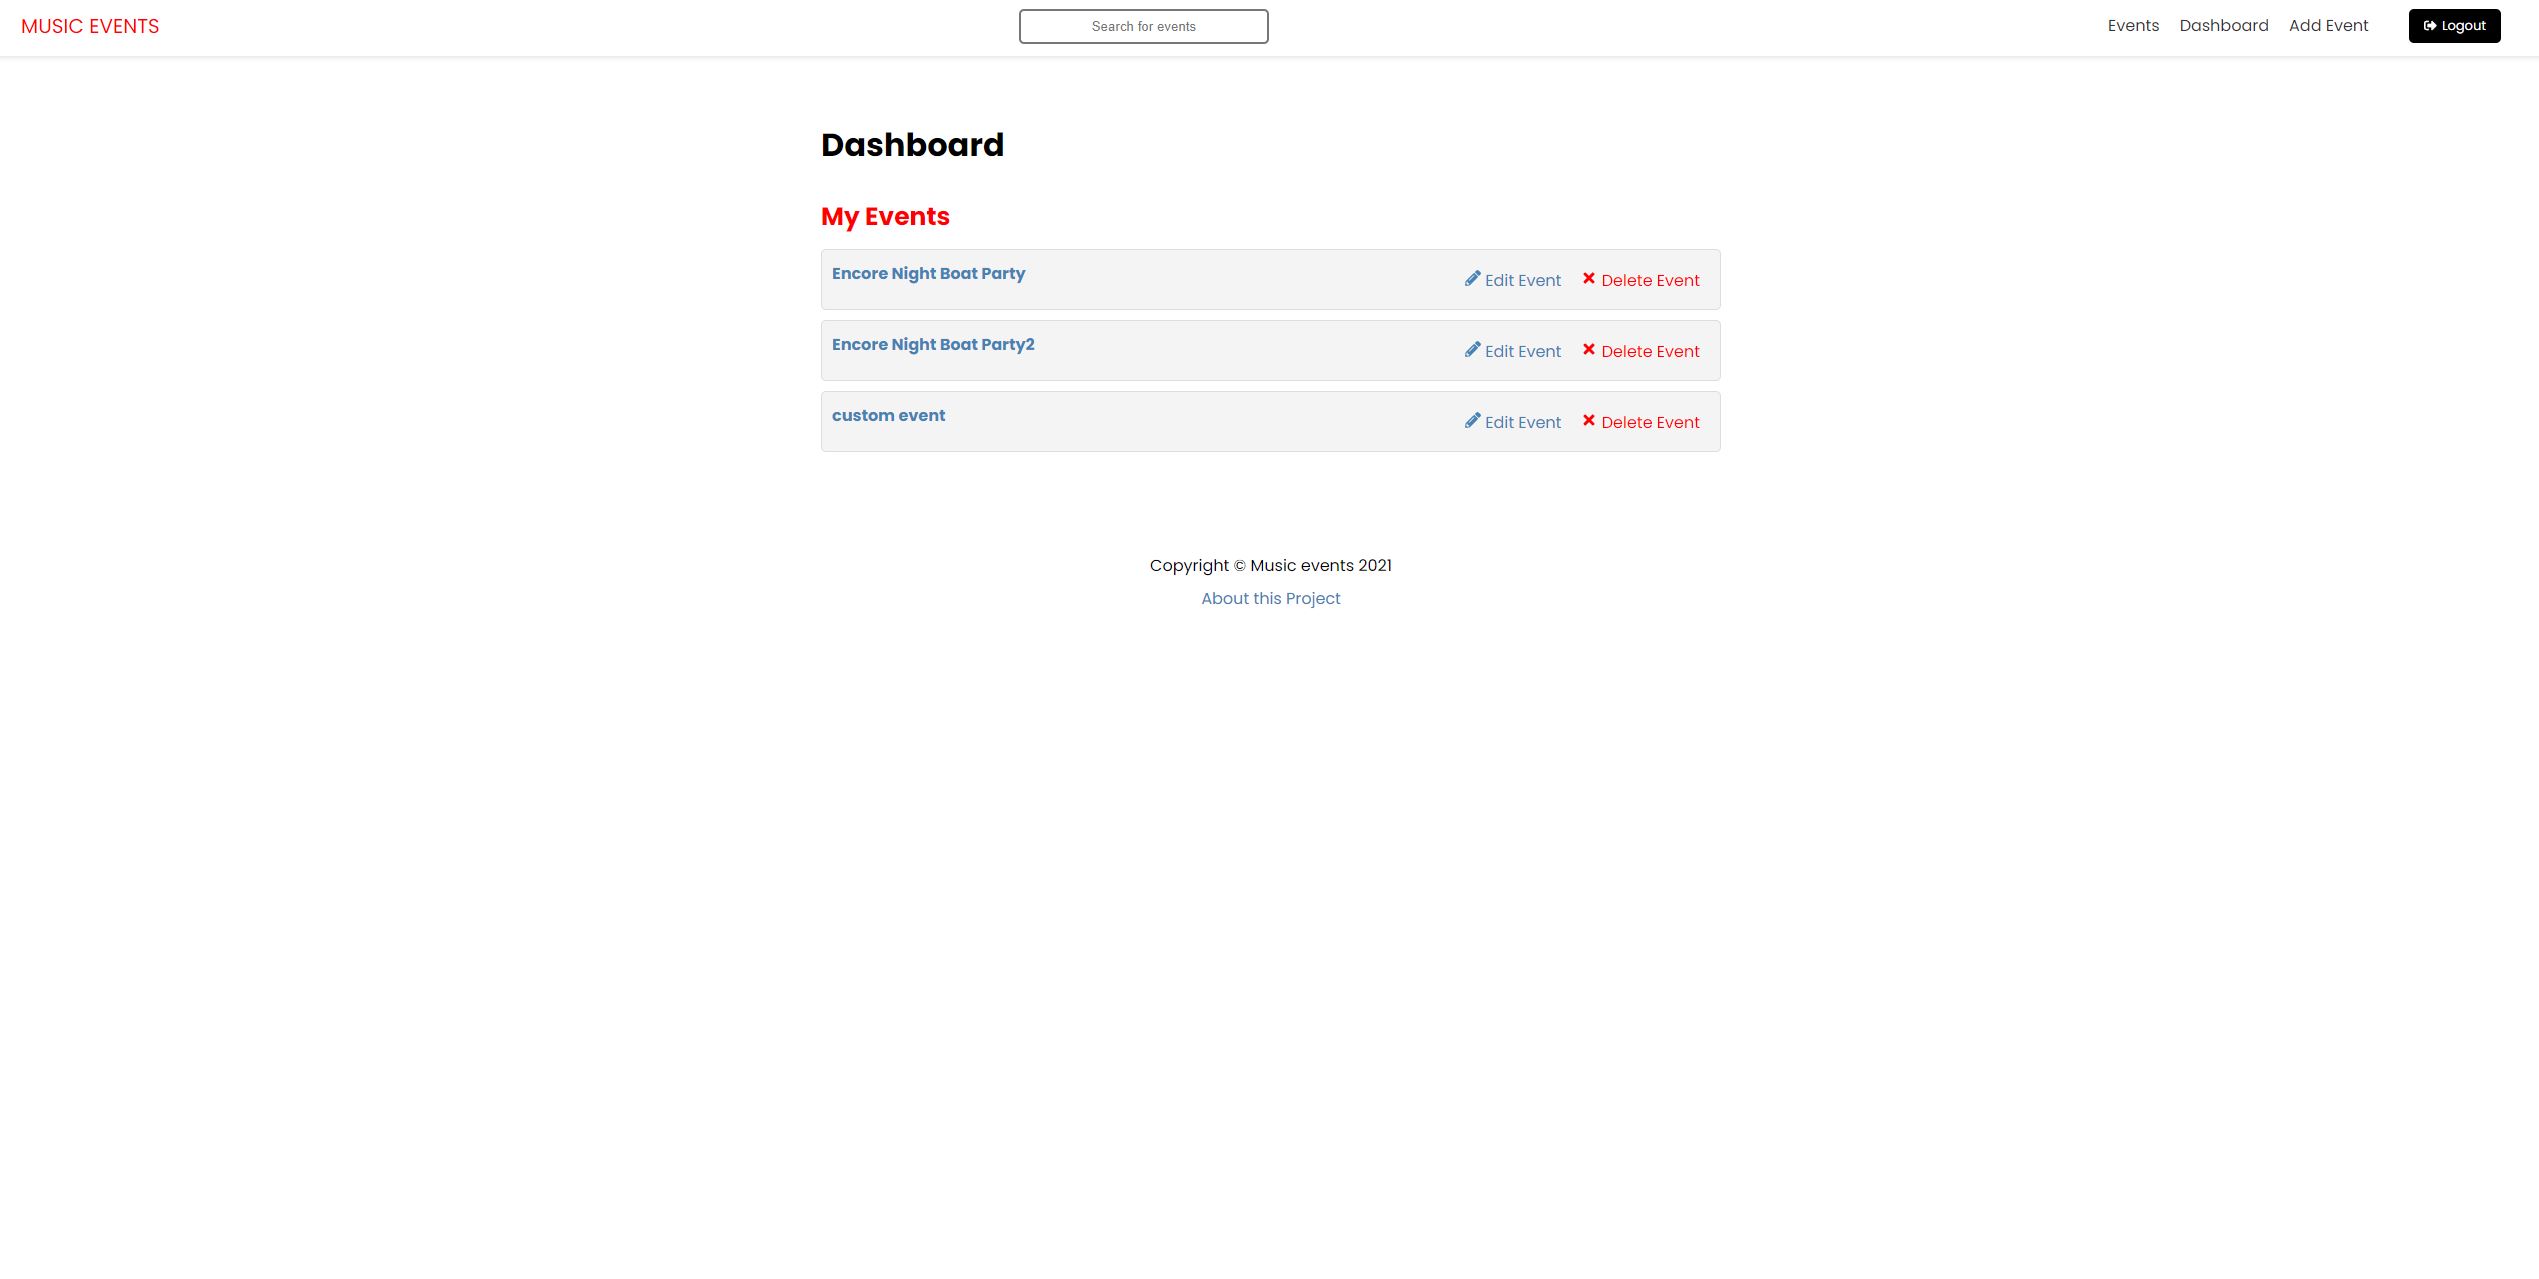 MUSIC EVENTS
Search for events
Events Dashboard Add Event Logout
Dashboard
My Events
Encore Night Boat Party Edit Event Delete Event
Encore Night Boat Party2 Edit Event Delete Event
custom event Edit Event Delete Event
Copyright © Music events 2021
About this Project